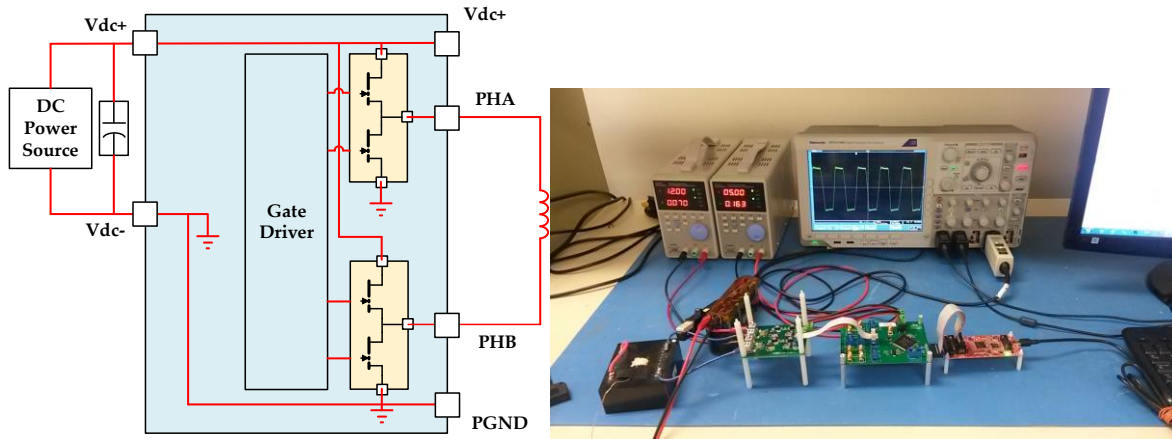 Vdc+
Vdc+
DC
Power
Source
PHA
Gate
Driver
Vdc-
PHB
PGND
12.00
0.070
05.00
0.163
Tektronix